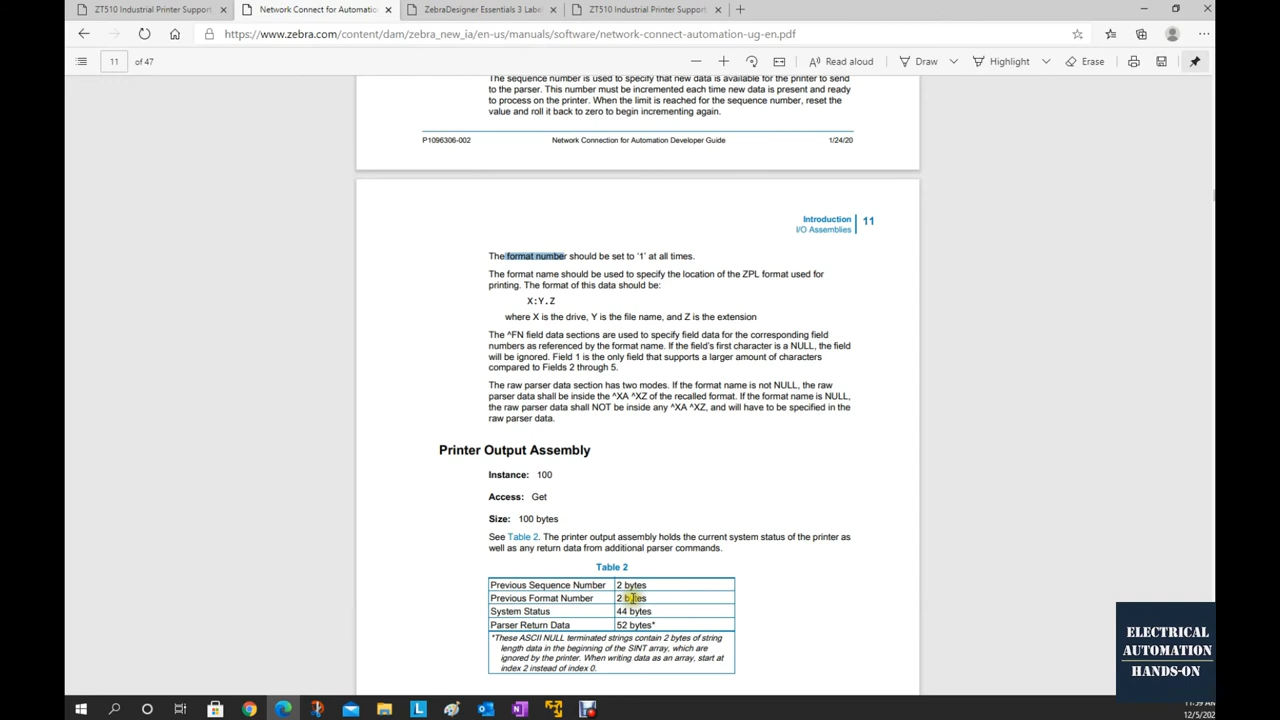 ZT510 Industrial Printer Support
Network Connect for Automation
ZebraDesigner Essentials 3 Label
ZT510 Industrial Printer Support
https://www.zebra.com/content/dam/zebra_new_ia/en-us/manuals/software/network-connect-automation-ug-en.pdf
11 of 47
Read aloud
Draw
Highlight
Erase
The sequence number is used to specify that new data is available for the printer to send
to the parser. This number must be incremented each time new data is present and ready
to process on the printer. When the limit is reached for the sequence number, reset the
value and roll it back to zero to begin incrementing again.
P1096306-002 Network Connection for Automation Developer Guide 1/24/20
Introduction 11
I/O Assemblies
The format number should be set to '1' at all times.
The format name should be used to specify the location of the ZPL format used for
printing. The format of this data should be:
X:Y.Z
where X is the drive, Y is the file name, and Z is the extension
The ^FN field data sections are used to specify field data for the corresponding field
numbers as referenced by the format name. If the field's first character is a NULL, the field
will be ignored. Field 1 is the only field that supports a larger amount of characters
compared to Fields 2 through 5.
The raw parser data section has two modes. If the format name is not NULL, the raw
parser data shall be inside the ^XA ^XZ of the recalled format. If the format name is NULL,
the raw parser data shall NOT be inside any ^XA ^XZ, and will have to be specified in the
raw parser data.
Printer Output Assembly
Instance: 100
Access: Get
Size: 100 bytes
See Table 2. The printer output assembly holds the current system status of the printer as
well as any return data from additional parser commands.
Table 2
Previous Sequence Number 2 bytes
Previous Format Number 2 bytes
System Status 44 bytes
Parser Return Data 52 bytes*
*These ASCII NULL terminated strings contain 2 bytes of string
length data in the beginning of the SINT array, which are
ignored by the printer. When writing data as an array, start at
index 2 instead of index 0.
ELECTRICAL
AUTOMATION
HANDS-ON